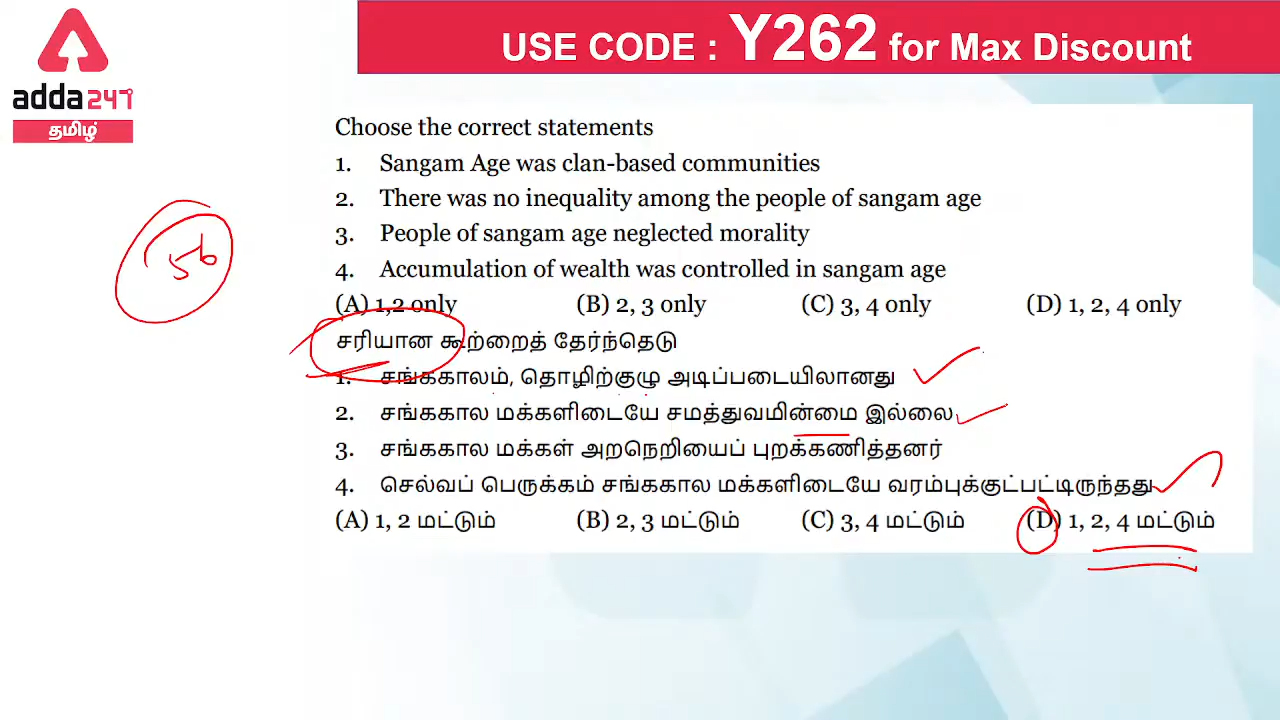 USE CODE : Y262 for Max Discount
adda247
தமிழ்
Choose the correct statements
1. Sangam Age was clan-based communities
2. There was no inequality among the people of sangam age
3. People of sangam age neglected morality
4. Accumulation of wealth was controlled in sangam age
(A) 1,2 only (B) 2, 3 only (C) 3, 4 only (D) 1, 2, 4 only
56
சரியான கூற்றைத் தேர்ந்தெடு
1. சங்ககாலம், தொழிற்குழு அடிப்படையிலானது
2. சங்ககால மக்களிடையே சமத்துவமின்மை இல்லை
3. சங்ககால மக்கள் அறநெறியைப் புறக்கணித்தனர்
4. செல்வப் பெருக்கம் சங்ககால மக்களிடையே வரம்புக்குட்பட்டிருந்தது
(A) 1, 2 மட்டும் (B) 2, 3 மட்டும் (C) 3, 4 மட்டும் (D) 1, 2, 4 மட்டும்